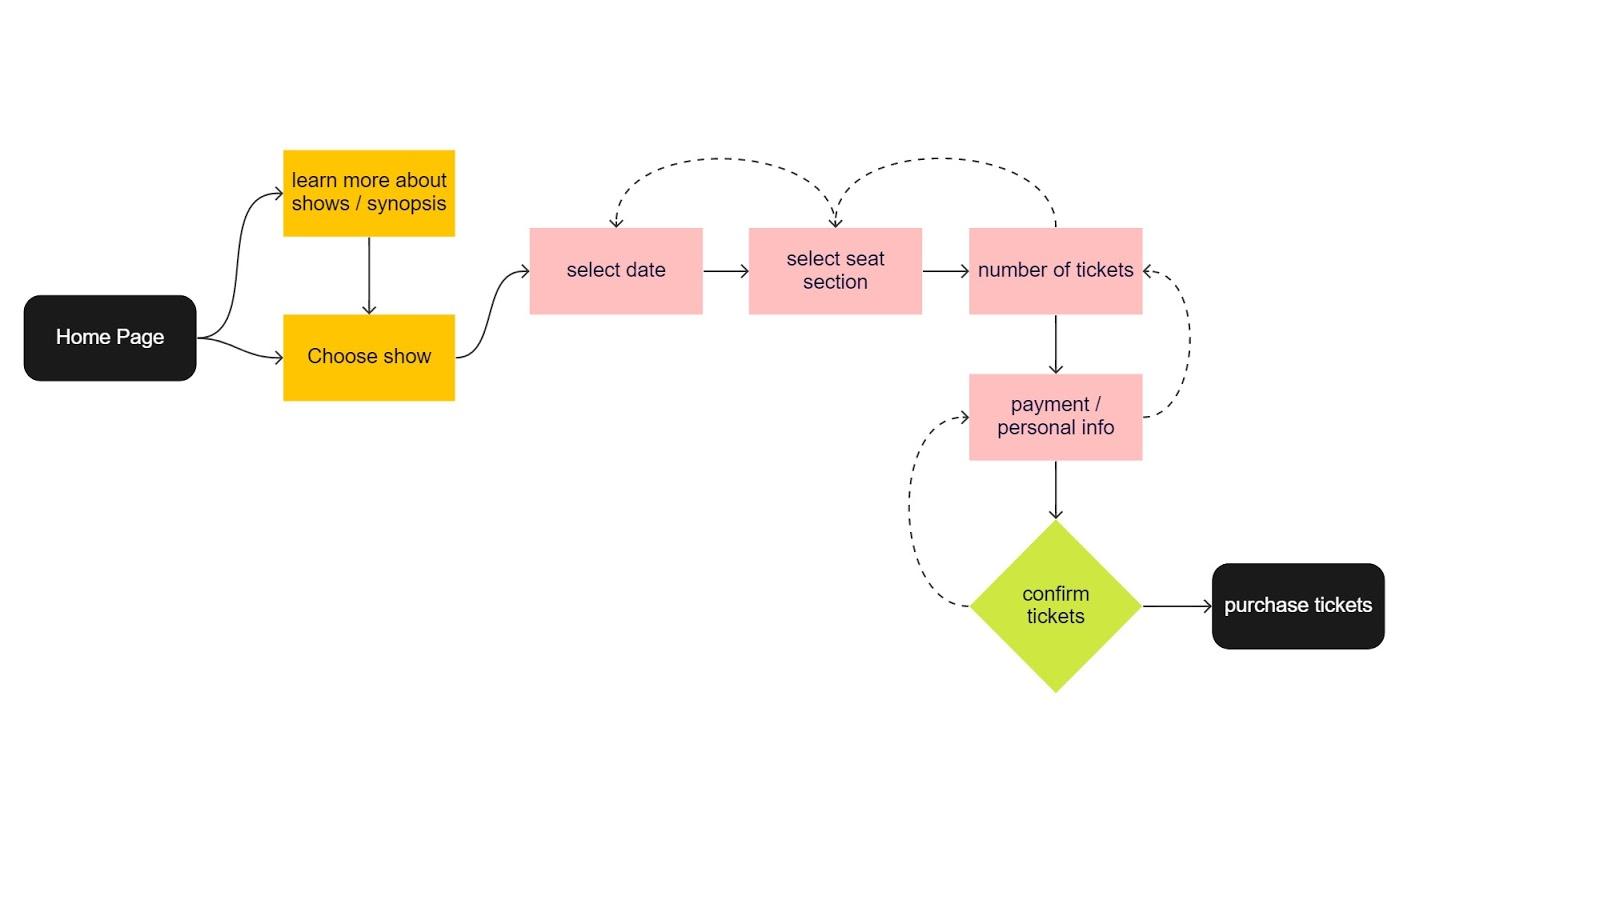 Home Page
learn more about
shows / synopsis
Choose show
select date
select seat
section
number of tickets
payment /
personal info
confirm
tickets
purchase tickets